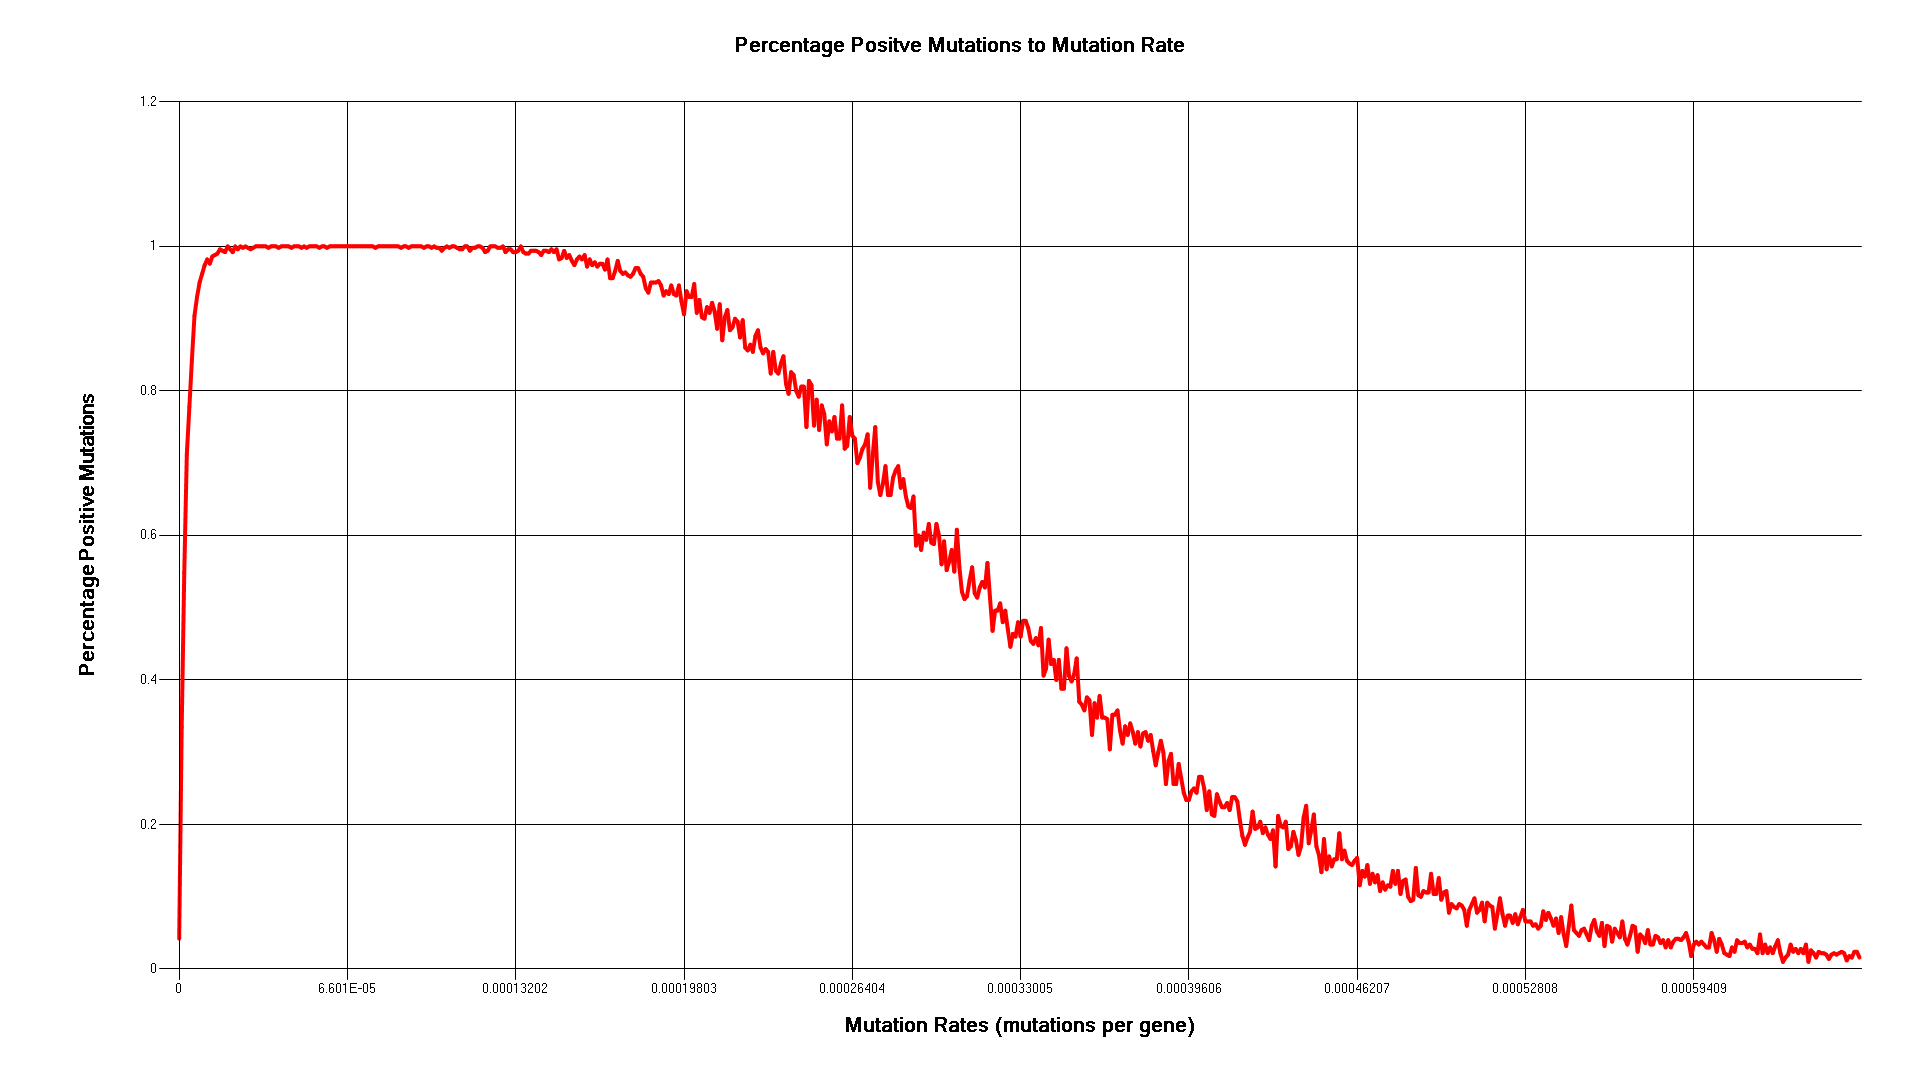 Percentage Positve Mutations to Mutation Rate
1.2
1
0.8
0.6
0.4
0.2
0
Percentage Positive Mutations
0 6.601E-05 0.00013202 0.00019803 0.00026404 0.00033005 0.00039606 0.00046207 0.00052808 0.00059409
Mutation Rates (mutations per gene)